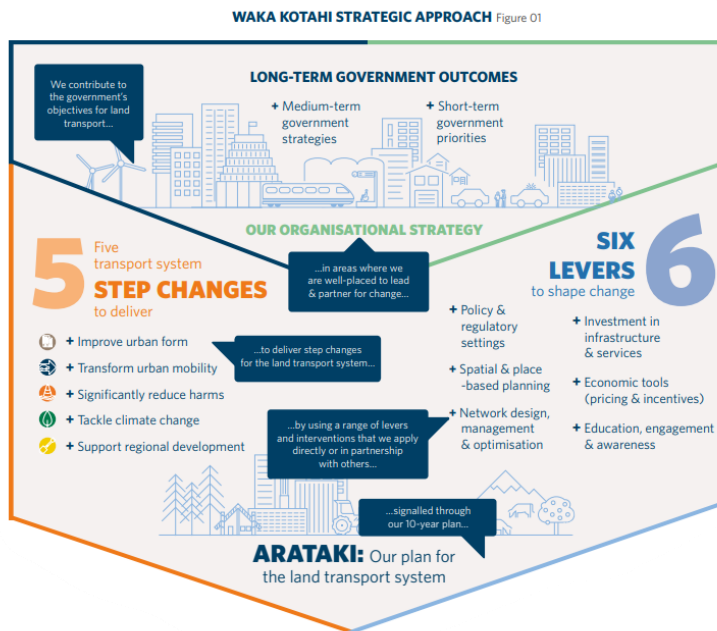 WAKA KOTAHI STRATEGIC APPROACH Figure 01
We contribute to
the government's
objectives for land
transport...
LONG-TERM GOVERNMENT OUTCOMES
+ Medium-term
government
strategies
+ Short-term
government
priorities
OUR ORGANISATIONAL STRATEGY
...in areas where we
are well-placed to lead
& partner for change...
5
Five
transport system
STEP CHANGES
to deliver
+ Improve urban form
+ Transform urban mobility
+ Significantly reduce harms
+ Tackle climate change
+ Support regional development
...to deliver step changes
for the land transport system...
SIX
LEVERS
to shape change
6
+ Policy &
regulatory
settings
+ Spatial & place
-based planning
+ Network design,
management
& optimisation
+ Investment in
infrastructure
& services
+ Economic tools
(pricing & incentives)
+ Education, engagement
& awareness
...by using a range of levers
and interventions that we apply
directly or in partnership
with others...
...signalled through
our 10-year plan...
ARATAKI: Our plan for
the land transport system